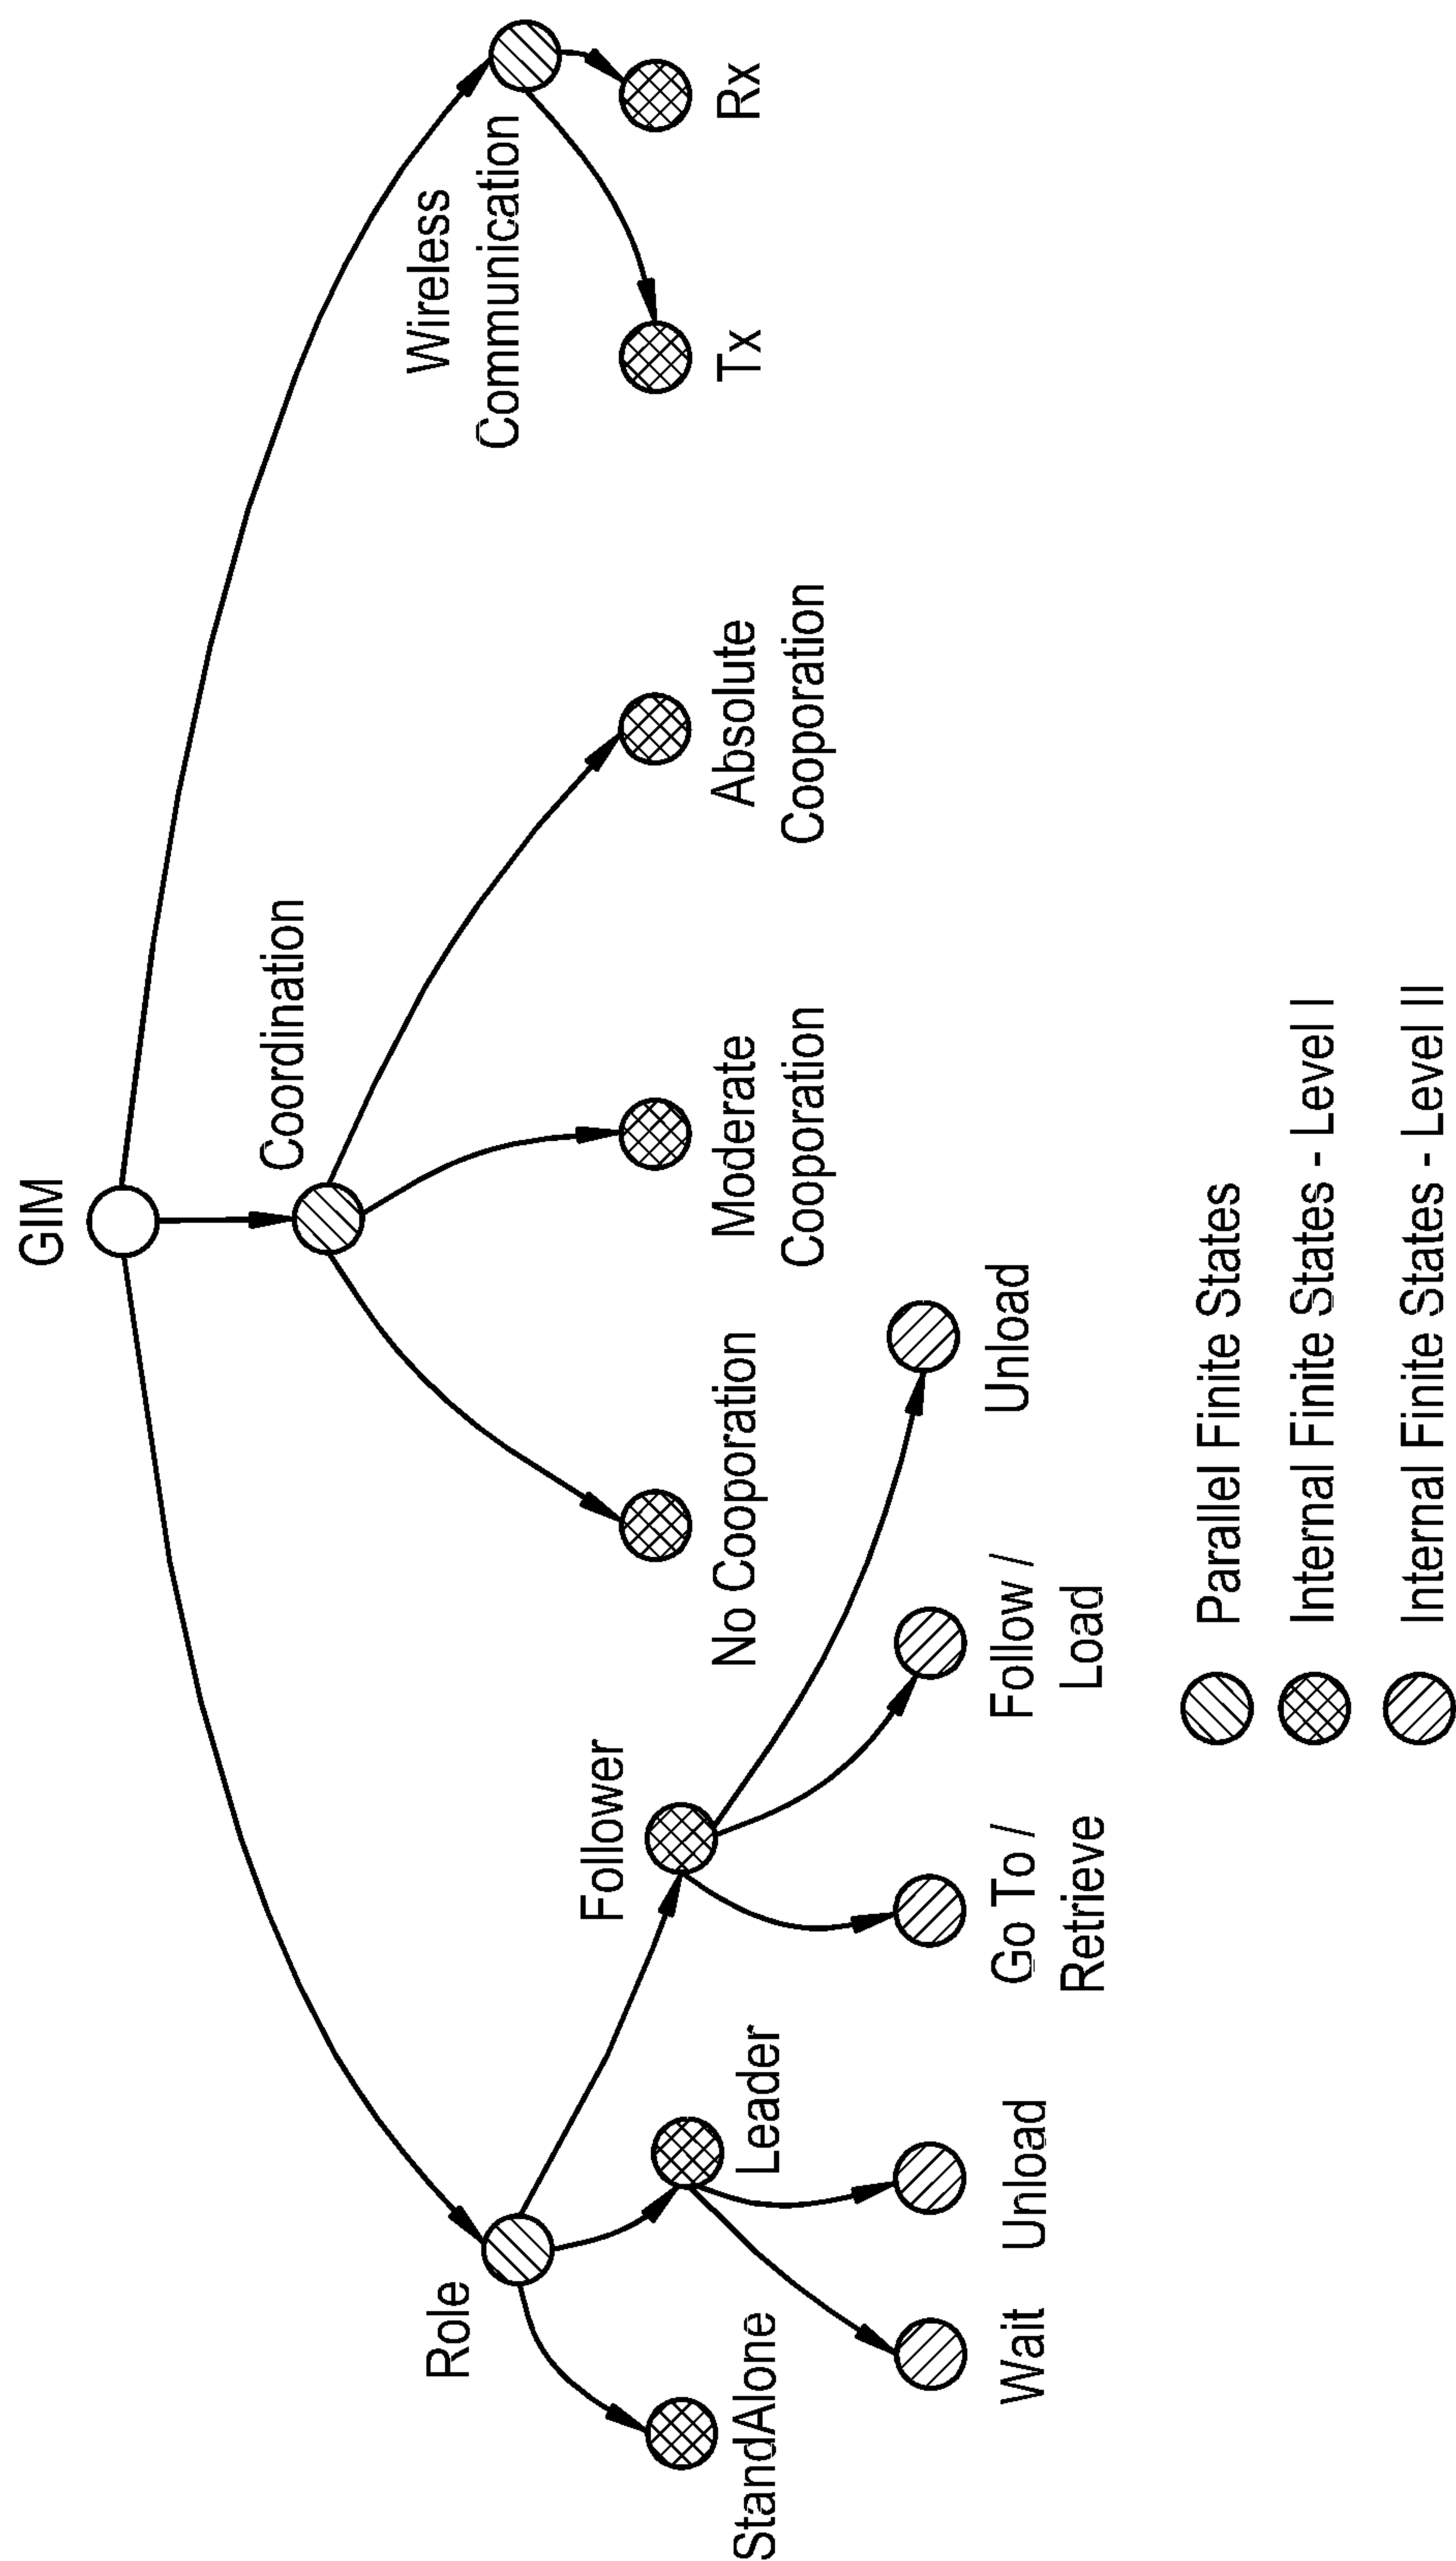 GIM
Coordination
Wireless
Communication
Role
Follower
Leader
StandAlone
No Cooporation
Moderate
Cooporation
Absolute
Cooporation
Tx
Rx
Wait
Unload
Go To /
Retrieve
Follow /
Load
Unload
Parallel Finite States
Internal Finite States - Level I
Internal Finite States - Level II